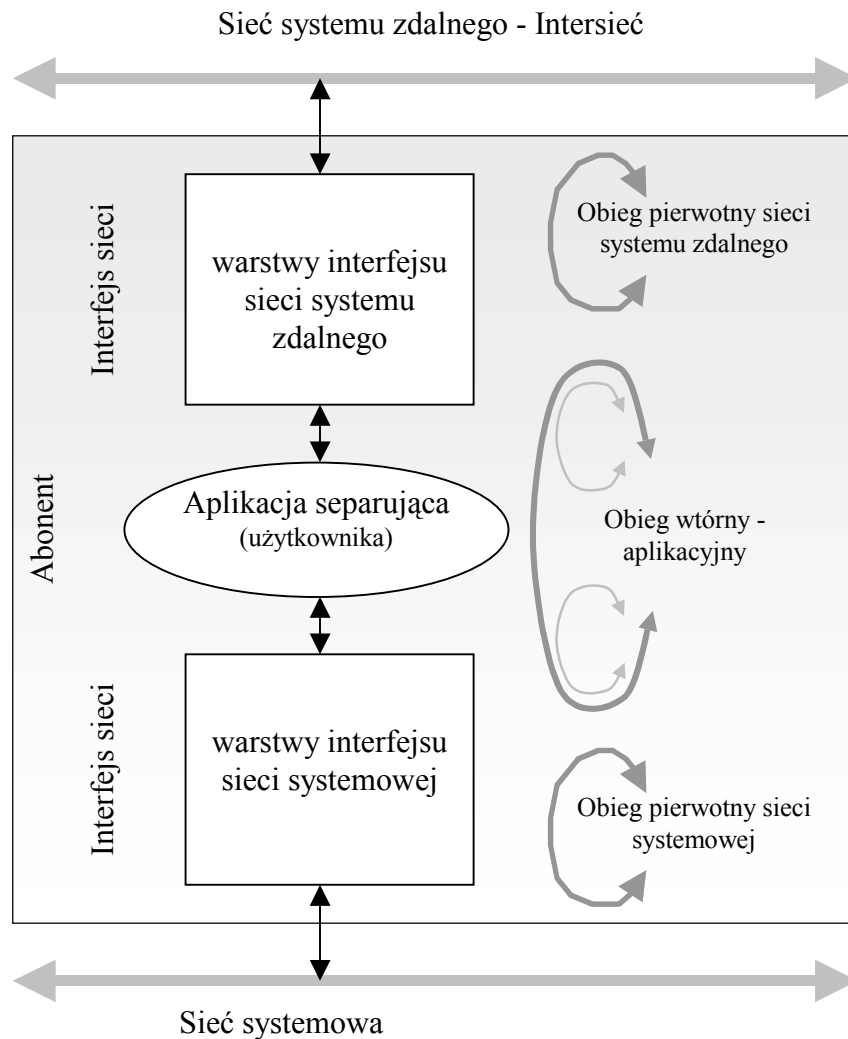 Sieć systemu zdalnego - Intersieć
Interfejs sieci
warstwy interfejsu
sieci systemu
zdalnego
Obieg pierwotny sieci
systemu zdalnego
Abonent
Aplikacja separująca
(użytkownika)
Obieg wtórny -
aplikacyjny
Interfejs sieci
warstwy interfejsu
sieci systemowej
Obieg pierwotny sieci
systemowej
Sieć systemowa